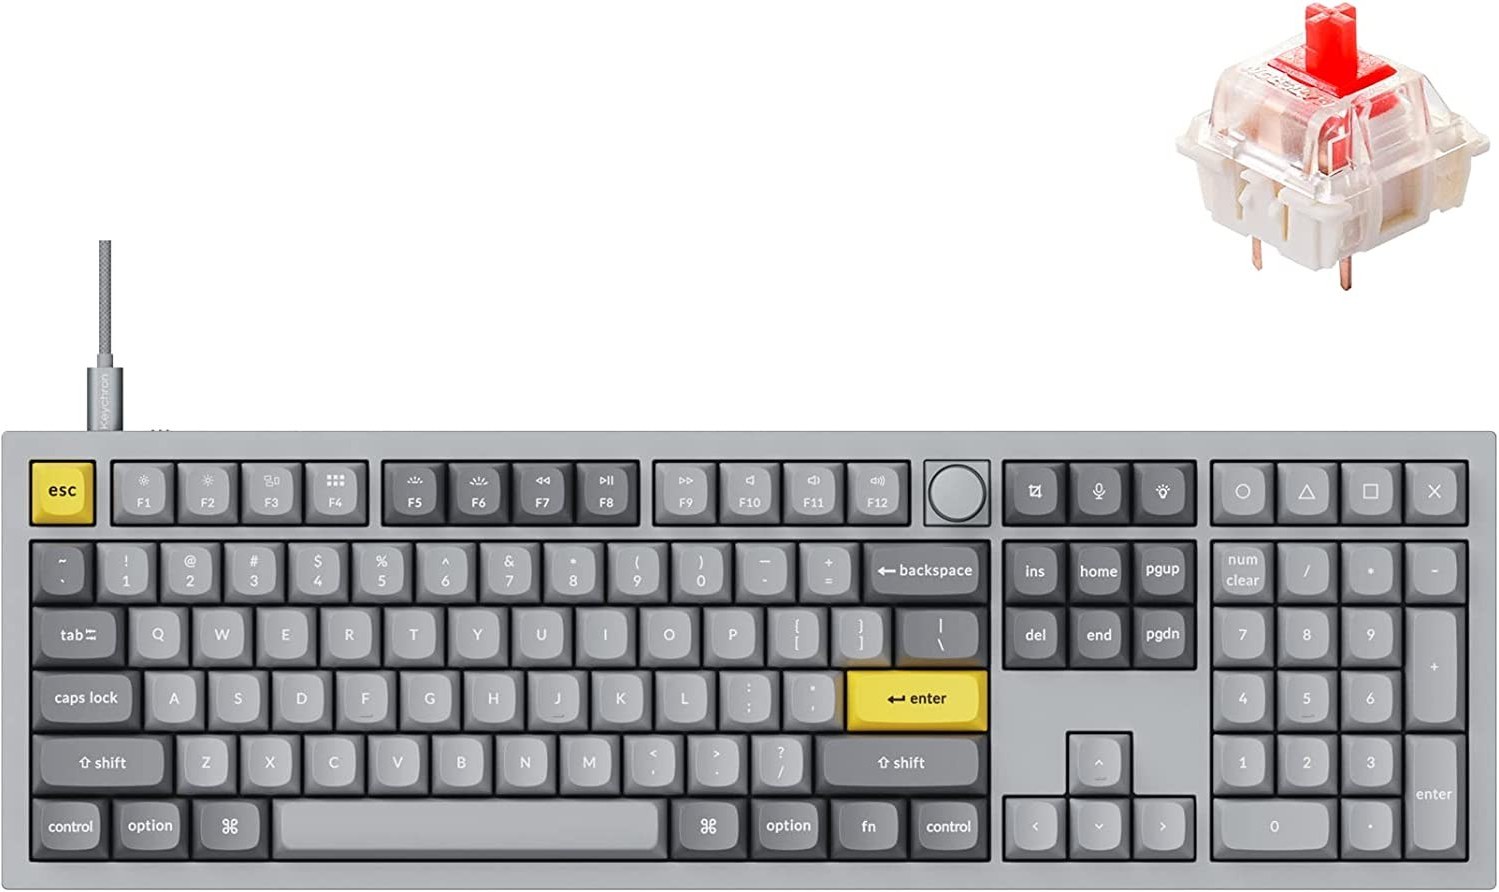 Keychron
esc F1 F2 F3 F4 F5 F6 F7 F8 F9 F10 F11 F12
~ ! @ # $ % ^ & * ( ) — +
` 1 2 3 4 5 6 7 8 9 0 - = ← backspace
ins home pgup
num clear / * -
tab Q W E R T Y U I O P { [ } ] | \
del end pgdn
7 8 9 +
caps lock A S D F G H J K L : ; " ' enter
4 5 6
⇧ shift Z X C V B N M < , > . ? / ⇧ shift
^
1 2 3 enter
control option ⌘ ⌘ option fn control
< ⌄ >
0 .